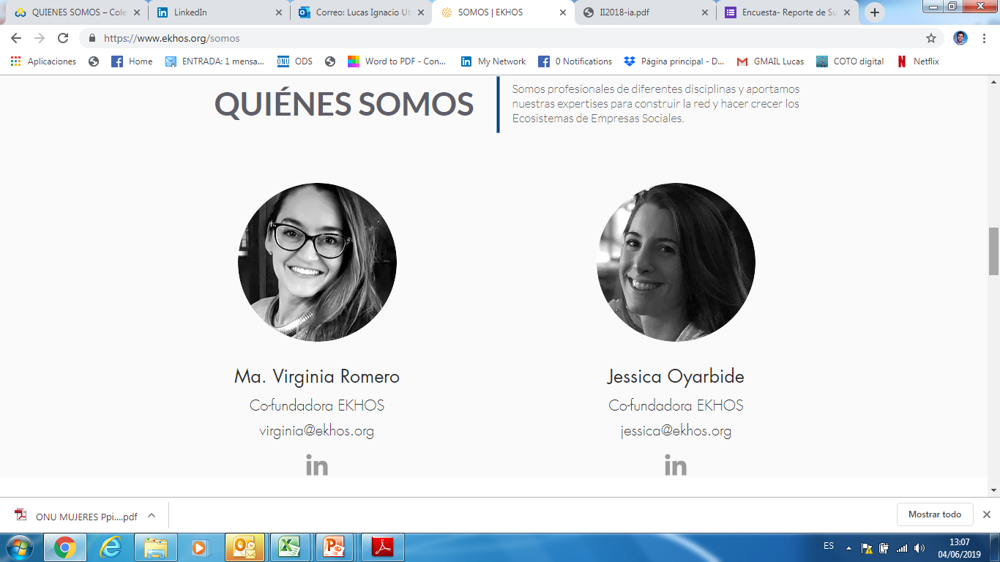 QUIENES SOMOS – Cole
LinkedIn
Correo: Lucas Ignacio Ut
SOMOS | EKHOS
II2018-ia.pdf
Encuesta- Reporte de Su
https://www.ekhos.org/somos
Aplicaciones
Home
ENTRADA: 1 mensa...
ONU
ODS
Word to PDF - Con...
My Network
0 Notifications
Página principal - D...
GMAIL Lucas
COTO digital
Netflix
QUIÉNES SOMOS
Somos profesionales de diferentes disciplinas y aportamos
nuestras expertises para construir la red y hacer crecer los
Ecosistemas de Empresas Sociales.
Ma. Virginia Romero
Co-fundadora EKHOS
virginia@ekhos.org
in
Jessica Oyarbide
Co-fundadora EKHOS
jessica@ekhos.org
in
ONU MUJERES Ppi....pdf
Mostrar todo
ES
13:07
04/06/2019